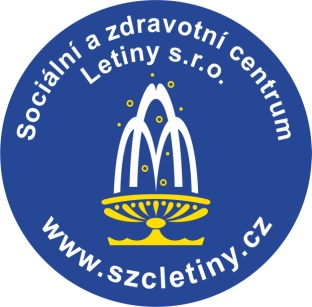 Sociální a zdravotní centrum
Letiny s.r.o.
www.szcletiny.cz